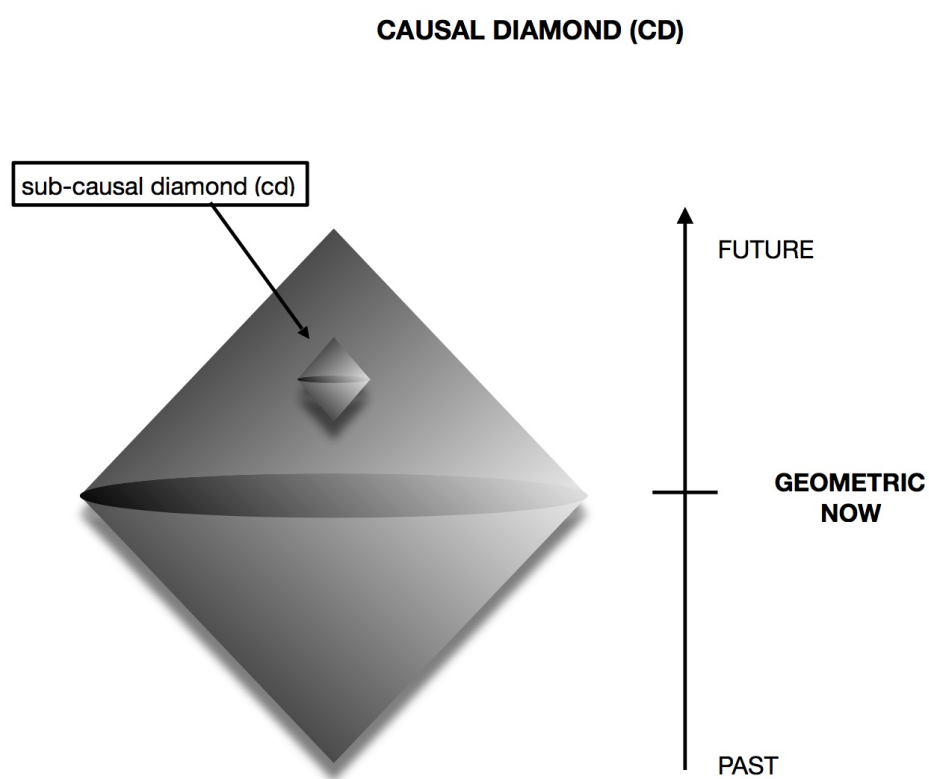 CAUSAL DIAMOND (CD)
sub-causal diamond (cd)
FUTURE
GEOMETRIC
NOW
PAST